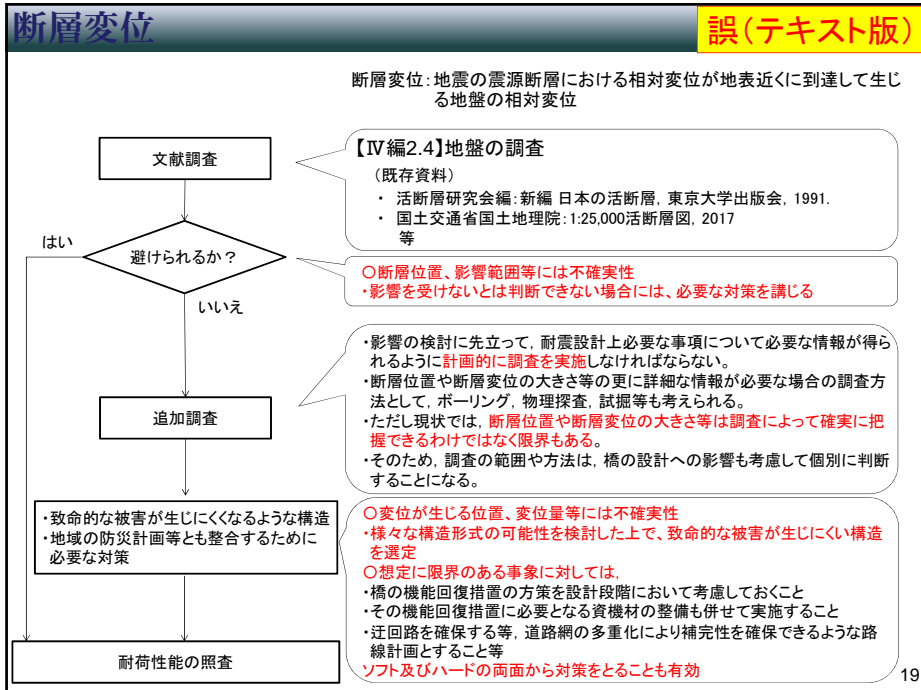 断層変位
誤(テキスト版)
断層変位:地震の震源断層における相対変位が地表近くに到達して生じ
る地盤の相対変位
文献調査
【Ⅳ編2.4】地盤の調査
(既存資料)
・ 活断層研究会編:新編 日本の活断層, 東京大学出版会, 1991.
・ 国土交通省国土地理院:1:25,000活断層図, 2017
等
はい
避けられるか?
○断層位置、影響範囲等には不確実性
・影響を受けないとは判断できない場合には、必要な対策を講じる
いいえ
・影響の検討に先立って, 耐震設計上必要な事項について必要な情報が得ら
れるように計画的に調査を実施しなければならない。
・断層位置や断層変位の大きさ等の更に詳細な情報が必要な場合の調査方
法として, ボーリング, 物理探査, 試掘等も考えられる。
・ただし現状では, 断層位置や断層変位の大きさ等は調査によって確実に把
握できるわけではなく限界もある。
・そのため, 調査の範囲や方法は, 橋の設計への影響も考慮して個別に判断
することになる。
追加調査
・致命的な被害が生じにくくなるような構造
・地域の防災計画等とも整合するために
必要な対策
○変位が生じる位置、変位量等には不確実性
・様々な構造形式の可能性を検討した上で、致命的な被害が生じにくい構造
を選定
○想定に限界のある事象に対しては,
・橋の機能回復措置の方策を設計段階において考慮しておくこと
・その機能回復措置に必要となる資機材の整備も併せて実施すること
・迂回路を確保する等, 道路網の多重化により補完性を確保できるような路
線計画とすること等
ソフト及びハードの両面から対策をとることも有効
耐荷性能の照査
19